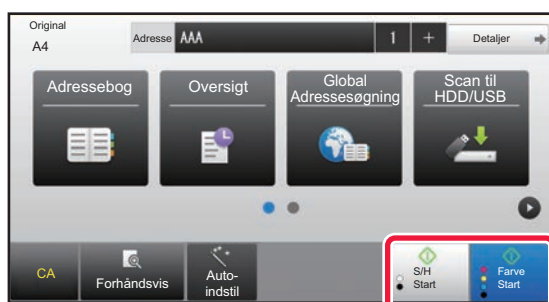 Original
A4
Adresse AAA 1 + Detaljer
Adressebog
Oversigt
Global
Adressesøgning
Scan til
HDD/USB
CA
Forhåndsvis
Auto-
indstil
S/H
Start
Farve
Start